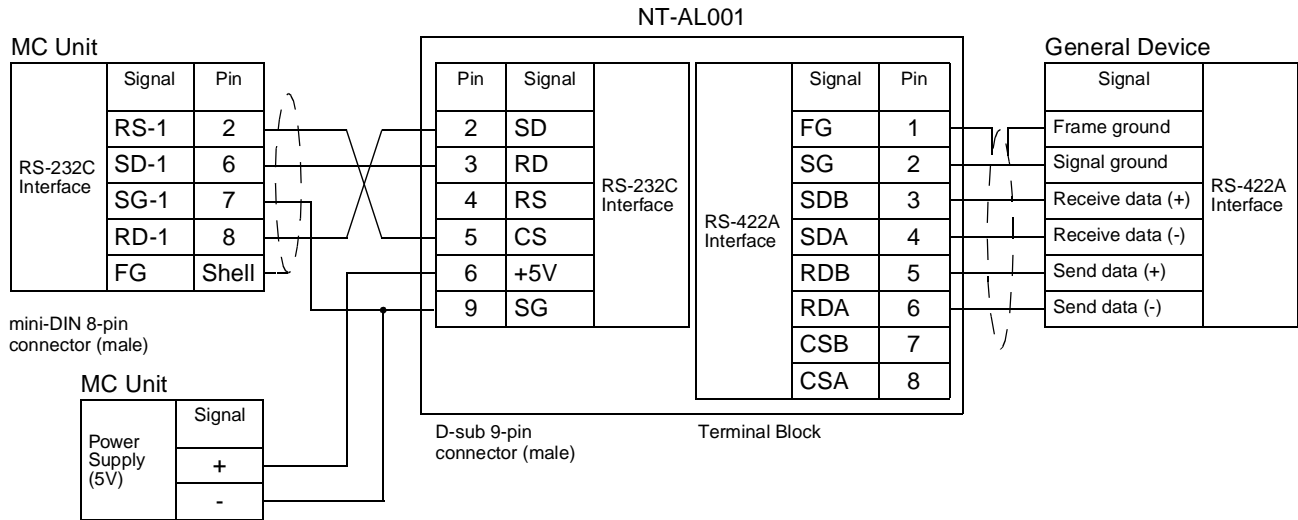 NT-AL001
MC Unit
RS-232C
Interface
Signal Pin
RS-1 2
SD-1 6
SG-1 7
RD-1 8
FG Shell
mini-DIN 8-pin
connector (male)
MC Unit
Power
Supply
(5V)
Signal
+
-
Pin Signal
2 SD
3 RD
4 RS
5 CS
6 +5V
9 SG
RS-232C
Interface
D-sub 9-pin
connector (male)
RS-422A
Interface
Signal Pin
FG 1
SG 2
SDB 3
SDA 4
RDB 5
RDA 6
CSB 7
CSA 8
Terminal Block
General Device
Signal
Frame ground
Signal ground
Receive data (+)
Receive data (-)
Send data (+)
Send data (-)
RS-422A
Interface